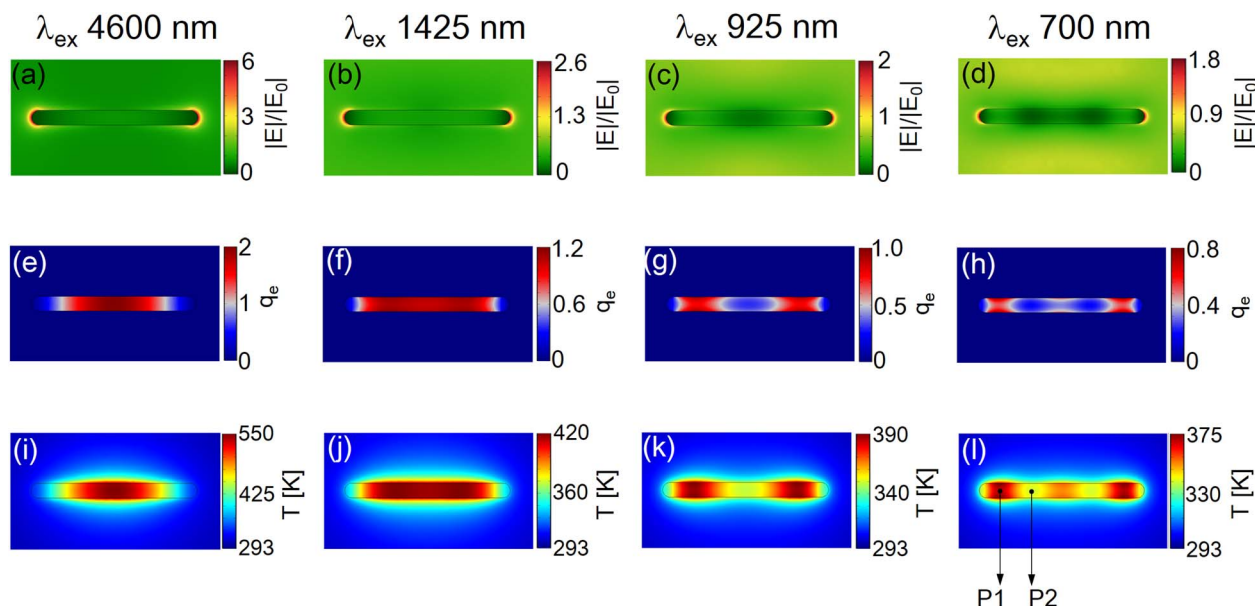 λex 4600 nm
λex 1425 nm
λex 925 nm
λex 700 nm
(a)
6
3
0
|E|/|E0|
(b)
2.6
1.3
0
|E|/|E0|
(c)
2
1
0
|E|/|E0|
(d)
1.8
0.9
0
|E|/|E0|
(e)
2
1
0
qe
(f)
1.2
0.6
0
qe
(g)
1.0
0.5
0
qe
(h)
0.8
0.4
0
qe
(i)
550
425
293
T [K]
(j)
420
360
293
T [K]
(k)
390
340
293
T [K]
(l)
375
330
293
T [K]
P1
P2